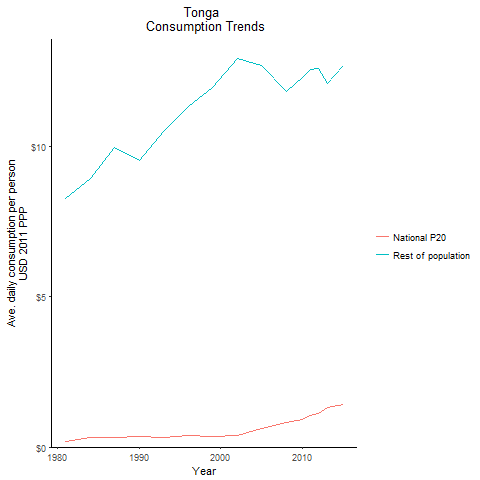 Tonga
Consumption Trends
Ave. daily consumption per person
USD 2011 PPP
$10
$5
$0
1980
1990
2000
2010
Year
National P20
Rest of population